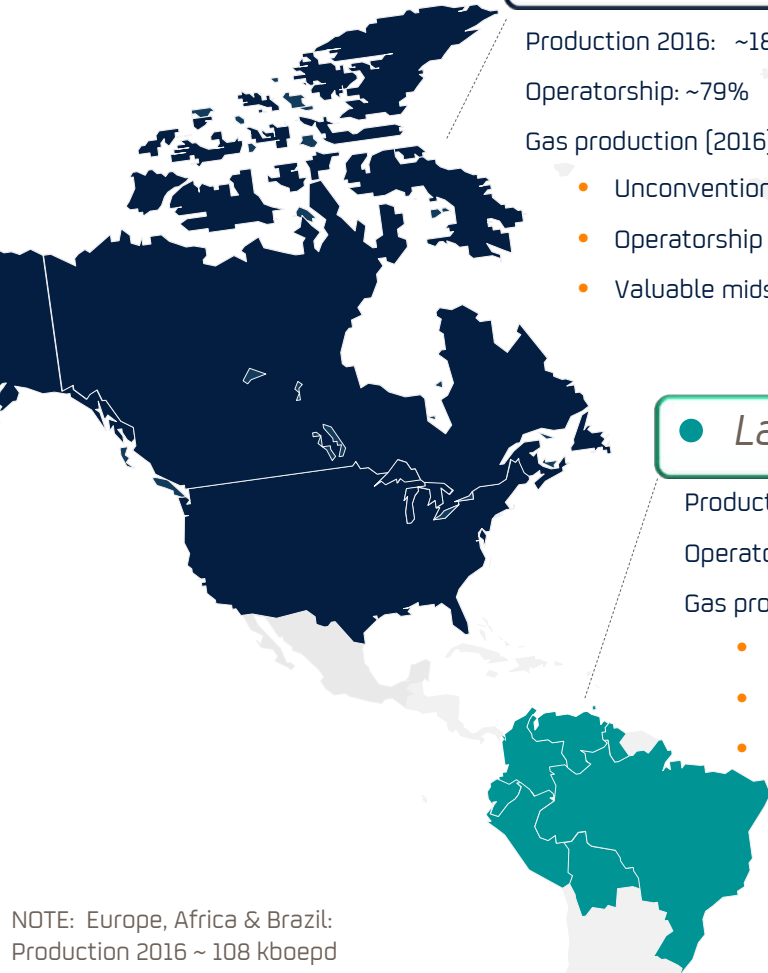 Production 2016: ~18
Operatorship: ~79%
Gas production (2016)
• Unconvention
• Operatorship
• Valuable mids
La
Product
Operato
Gas pro
•
•
•
NOTE: Europe, Africa & Brazil:
Production 2016 ~ 108 kboepd